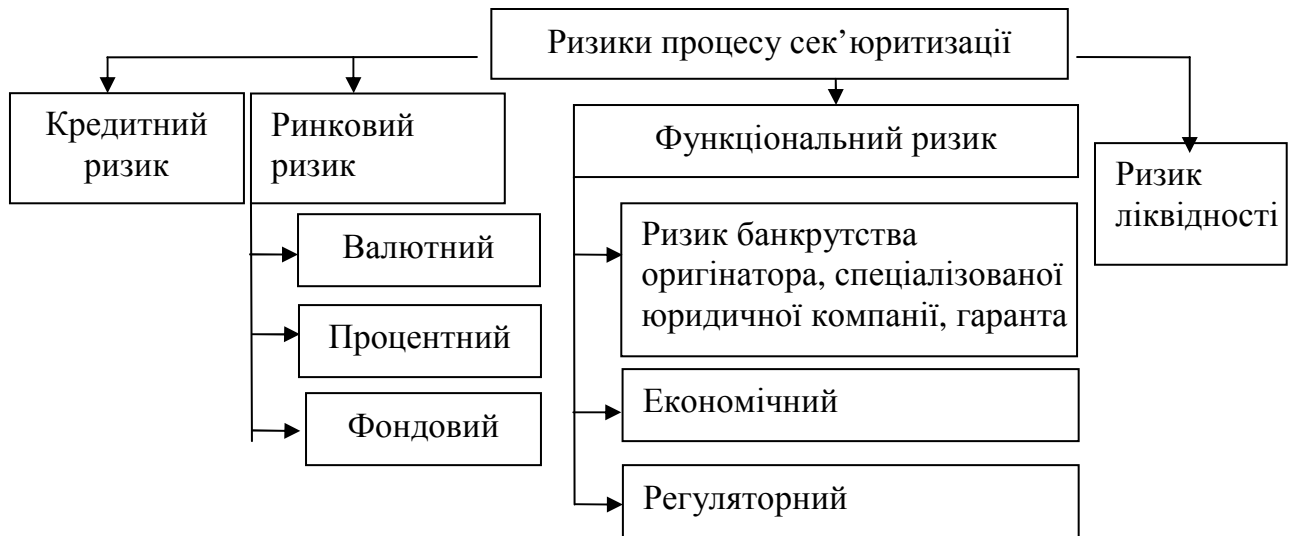 Ризики процесу сек’юритизації
Кредитний
ризик
Ринковий
ризик
Валютний
Процентний
Фондовий
Функціональний ризик
Ризик банкрутства
оригінатора, спеціалізованої
юридичної компанії, гаранта
Економічний
Регуляторний
Ризик
ліквідності